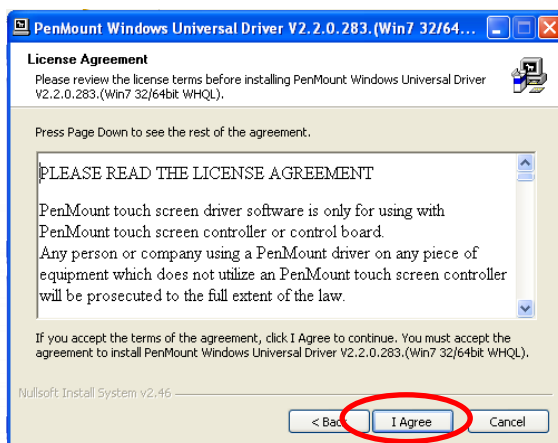 PenMount Windows Universal Driver V2.2.0.283.(Win7 32/64...
License Agreement
Please review the license terms before installing PenMount Windows Universal Driver
V2.2.0.283.(Win7 32/64bit WHQL).
Press Page Down to see the rest of the agreement.
PLEASE READ THE LICENSE AGREEMENT
PenMount touch screen driver software is only for using with
PenMount touch screen controller or control board.
Any person or company using a PenMount driver on any piece of
equipment which does not utilize an PenMount touch screen controller
will be prosecuted to the full extent of the law.
If you accept the terms of the agreement, click I Agree to continue. You must accept the
agreement to install PenMount Windows Universal Driver V2.2.0.283.(Win7 32/64bit WHQL).
Nullsoft Install System v2.46
< Back I Agree Cancel